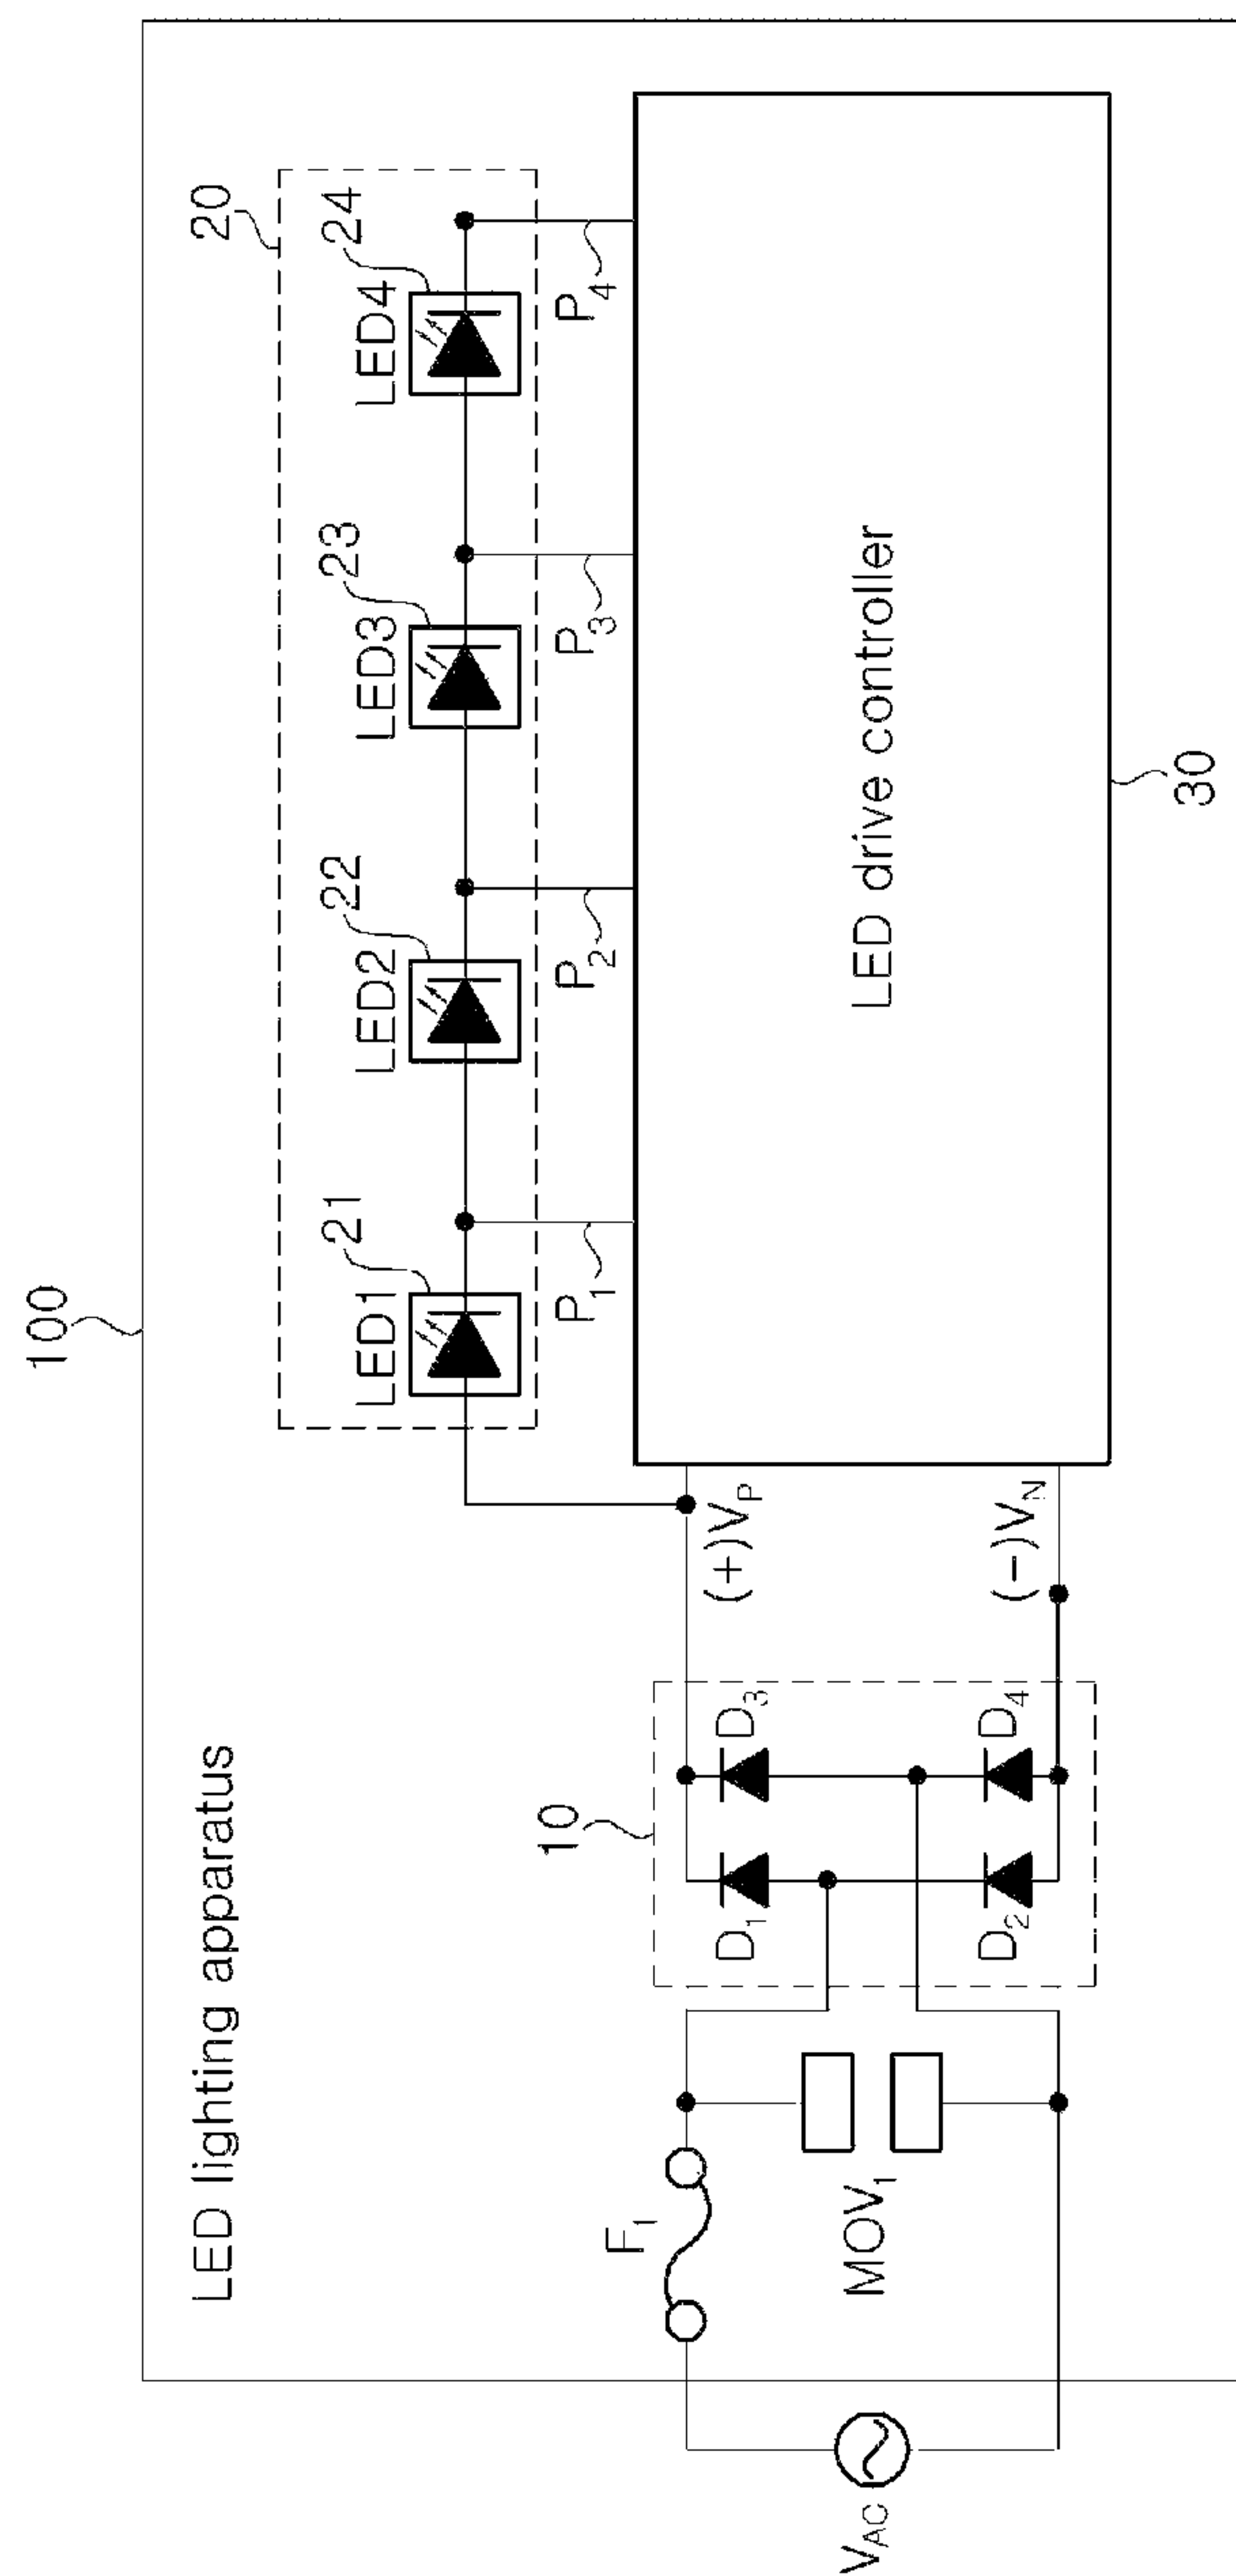 100
LED lighting apparatus
20
LED1
21
LED2
22
LED3
23
LED4
24
P1
P2
P3
P4
10
D1
D3
D2
D4
(+)VP
(-)VN
LED drive controller
30
F1
MOV1
VAC